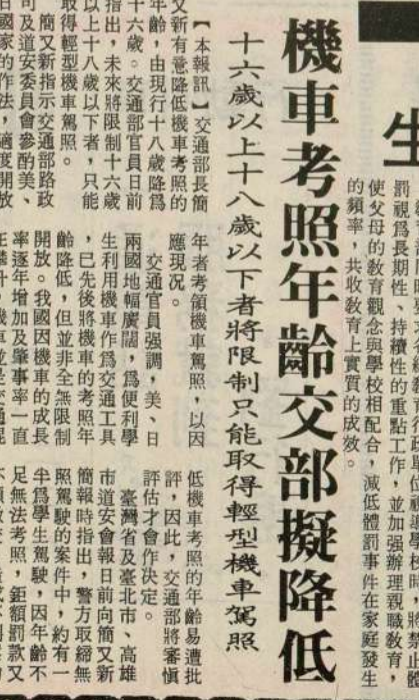 生
罰視爲長期性、持續性的重點工作，並加强辦理親職教育，
使父母的教育觀念與學校相配合，減低體罰事件在家庭發生
的頻率，共收教育上實質的成效。
機車考照年齡交部擬降低
十六歲以上十八歲以下者將限制只能取得輕型機車駕照
【本報訊】交通部長簡
又新有意降低機車考照的
年齡，由現行十八歲降爲
十六歲。交通部官員日前
指出，未來將限制十六歲
以上十八歲以下者，只能
取得輕型機車駕照。
簡又新指示交通部路政
司及道安委員會參酌美、
日國家的作法，適度開放
年者考領機車駕照，以因
應現況。
交通官員强調，美、日
兩國地幅廣闊，爲便利學
生利用機車作爲交通工具
，已先後將機車的考照年
齡降低，但並非全無限制
開放。我國因機車的成長
率逐年增加及肇事率一直
低機車考照的年齡易遭批
評，因此，交通部將審慎
評估才會作決定。
臺灣省及臺北市、高雄
市道安會報日前向簡又新
簡報時指出，警方取締無
照駕駛的案件中，約有一
半爲學生駕駛，因年齡不
足無法考照，鉅額罰款又